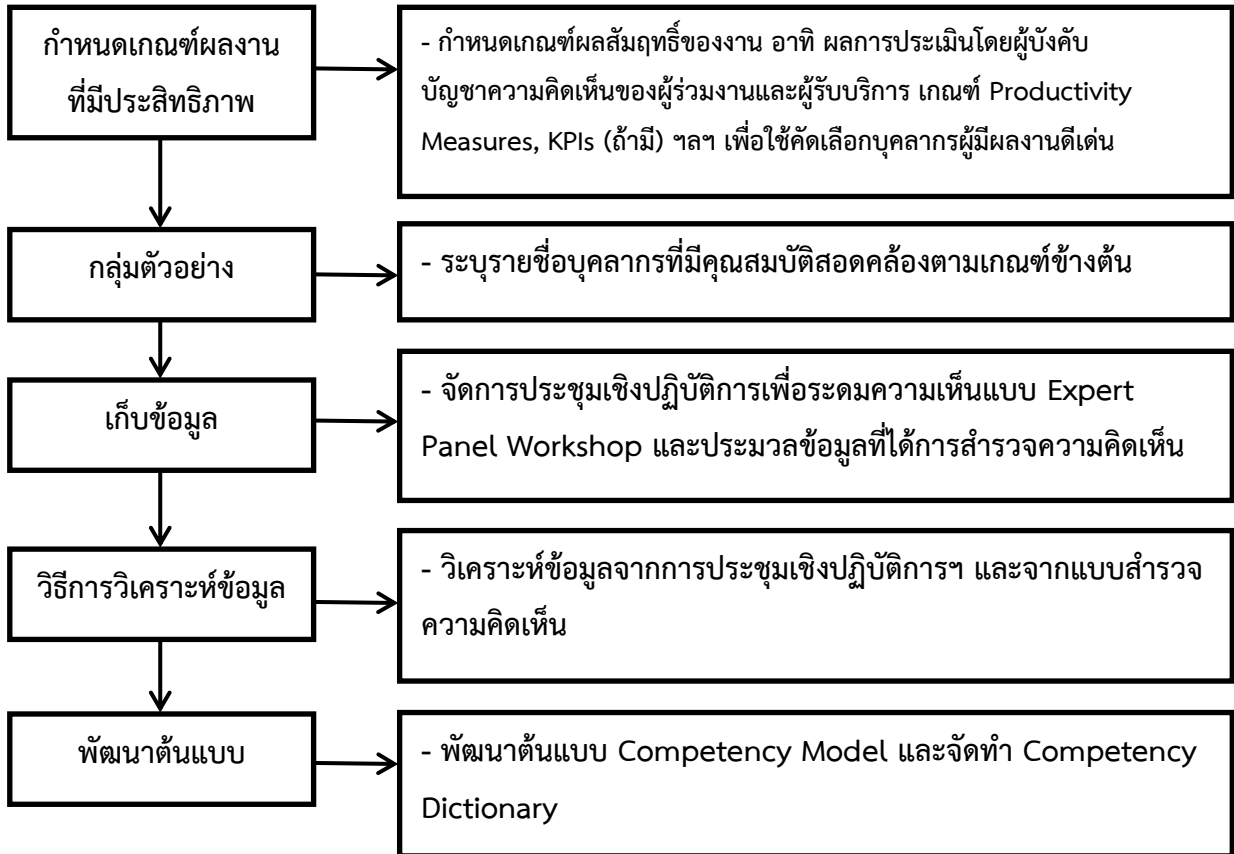 กำหนดเกณฑ์ผลงาน
ที่มีประสิทธิภาพ
- กำหนดเกณฑ์ผลสัมฤทธิ์ของงาน อาทิ ผลการประเมินโดยผู้บังคับ
บัญชาความคิดเห็นของผู้ร่วมงานและผู้รับบริการ เกณฑ์ Productivity
Measures, KPIs (ถ้ามี) ฯลฯ เพื่อใช้คัดเลือกบุคลากรผู้มีผลงานดีเด่น
กลุ่มตัวอย่าง
- ระบุรายชื่อบุคลากรที่มีคุณสมบัติสอดคล้องตามเกณฑ์ข้างต้น
เก็บข้อมูล
- จัดการประชุมเชิงปฏิบัติการเพื่อระดมความเห็นแบบ Expert
Panel Workshop และประมวลข้อมูลที่ได้การสำรวจความคิดเห็น
วิธีการวิเคราะห์ข้อมูล
- วิเคราะห์ข้อมูลจากการประชุมเชิงปฏิบัติการฯ และจากแบบสำรวจ
ความคิดเห็น
พัฒนาต้นแบบ
- พัฒนาต้นแบบ Competency Model และจัดทำ Competency
Dictionary